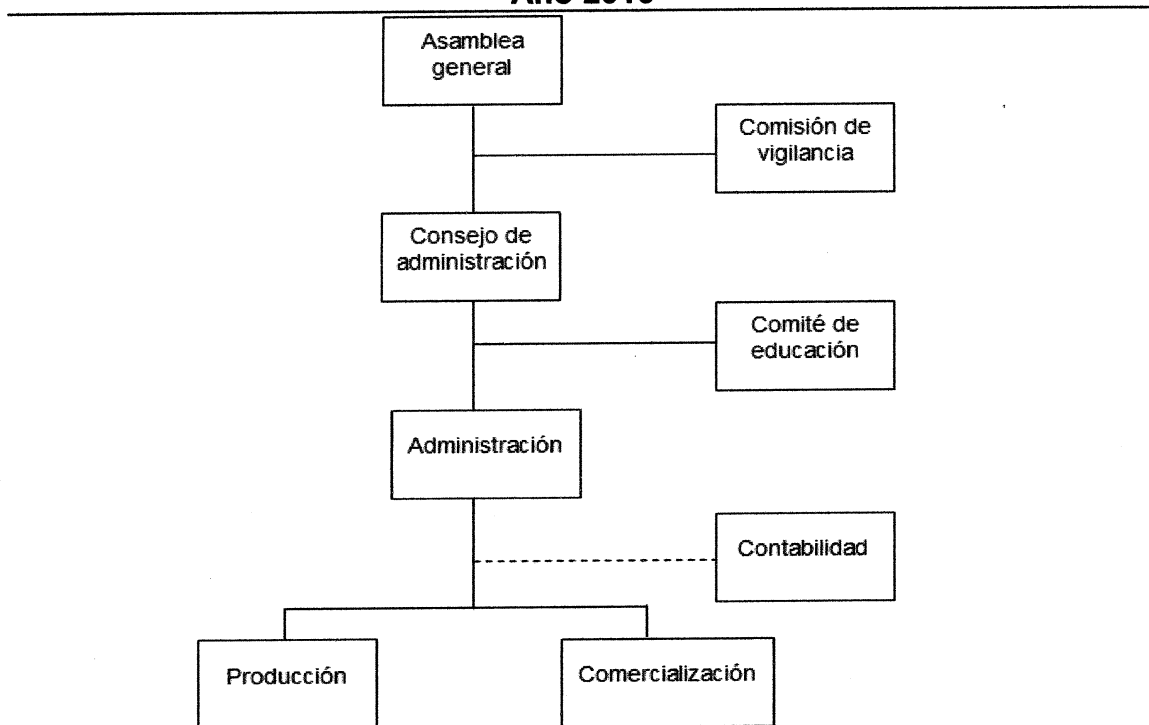 Asamblea
general
Comisión de
vigilancia
Consejo de
administración
Comité de
educación
Administración
Contabilidad
Producción
Comercialización